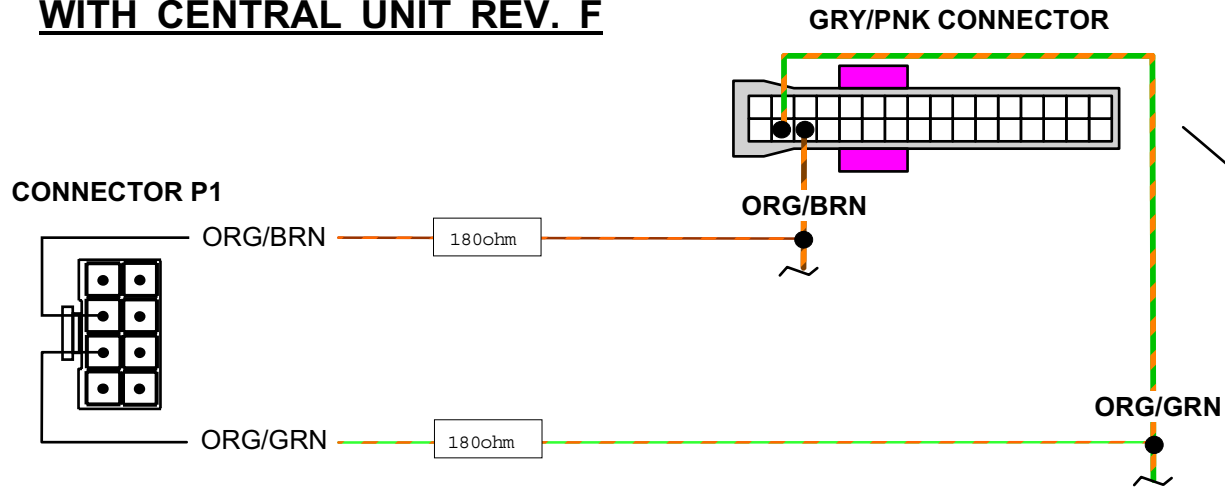 WITH CENTRAL UNIT REV. F
GRY/PNK CONNECTOR
CONNECTOR P1
ORG/BRN
ORG/BRN
180ohm
ORG/GRN
ORG/GRN
180ohm